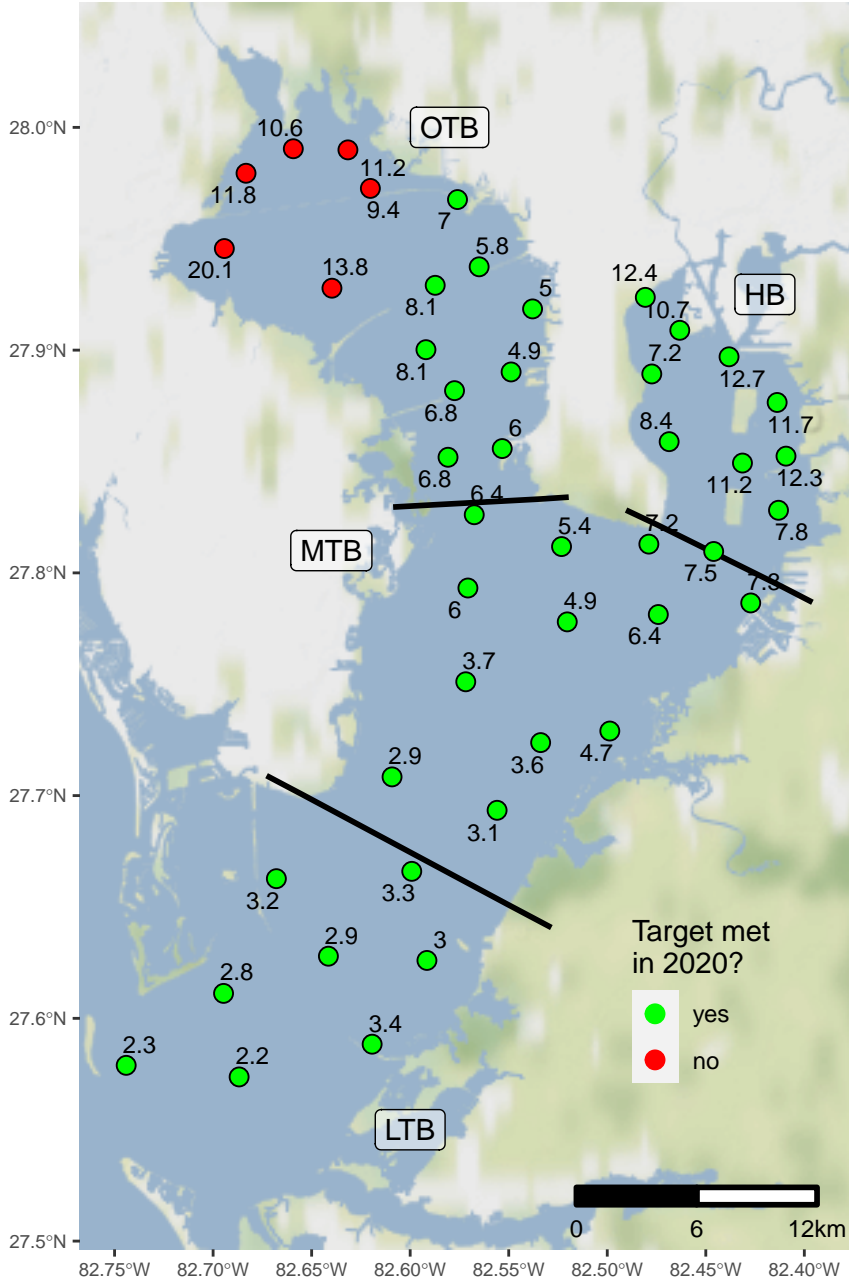 28.0°N
10.6
OTB
11.2
11.8
9.4
7
5.8
20.1
13.8
8.1
5
12.4
HB
10.7
27.9°N
8.1
4.9
7.2
12.7
6.8
11.7
6
8.4
6.8
11.2
12.3
6.4
7.8
MTB
5.4
7.2
7.5
27.8°N
7.3
6
4.9
6.4
3.7
2.9
3.6
4.7
27.7°N
3.1
3.3
3.2
2.9
3
Target met
in 2020?
2.8
yes
27.6°N
3.4
2.3
2.2
no
LTB
0 6 12km
27.5°N
82.75°W 82.70°W 82.65°W 82.60°W 82.55°W 82.50°W 82.45°W 82.40°W